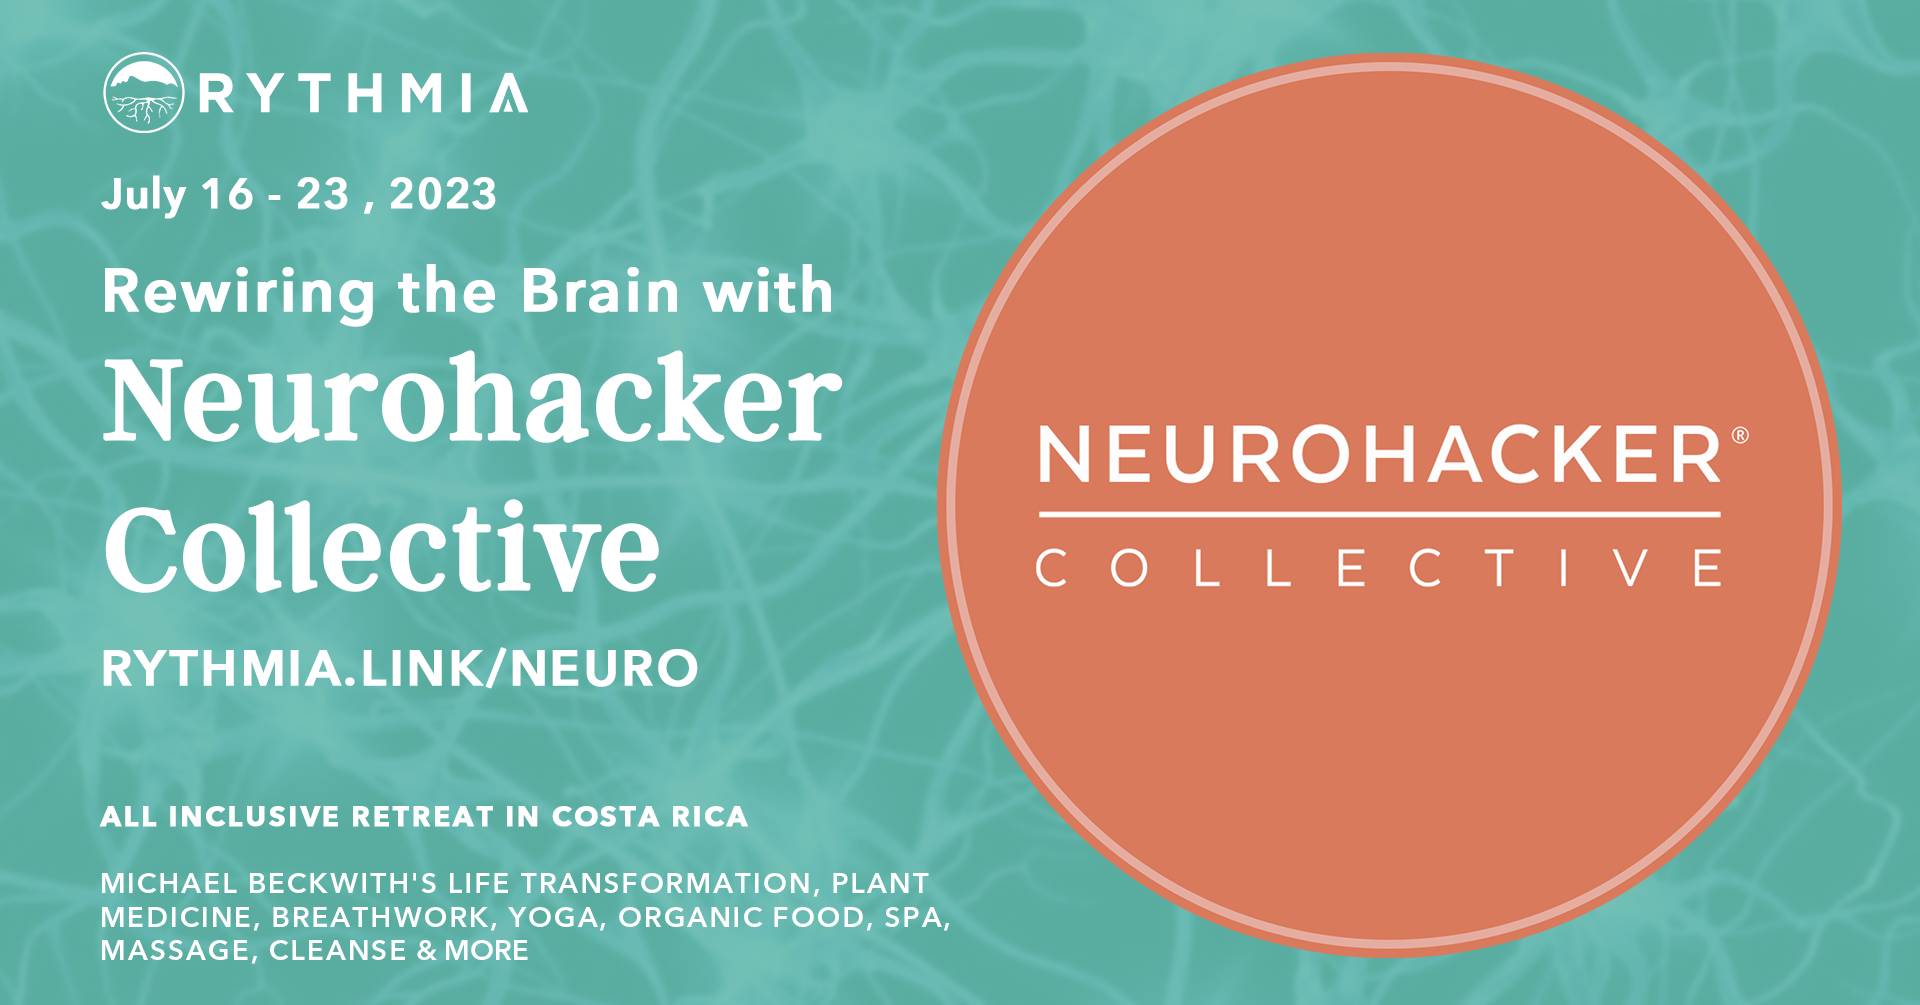 RYTHMIA
July 16 - 23 , 2023
Rewiring the Brain with
Neurohacker
Collective
RYTHMIA.LINK/NEURO
ALL INCLUSIVE RETREAT IN COSTA RICA
MICHAEL BECKWITH'S LIFE TRANSFORMATION, PLANT
MEDICINE, BREATHWORK, YOGA, ORGANIC FOOD, SPA,
MASSAGE, CLEANSE & MORE
NEUROHACKER®
COLLECTIVE